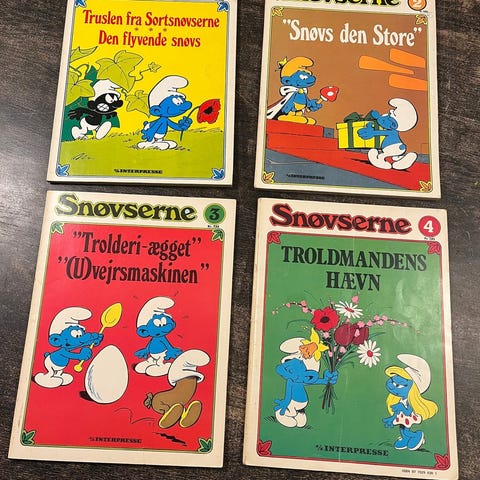 Truslen fra Sortsnøvserne
* * *
Den flyvende snøvs
INTERPRESSE
Snøvserne 2
"Snøvs den Store"
INTERPRESSE
Snøvserne 3
"Trolderi-ægget"
"(U)vejrsmaskinen"
INTERPRESSE
Snøvserne 4
TROLDMANDENS
HÆVN
INTERPRESSE